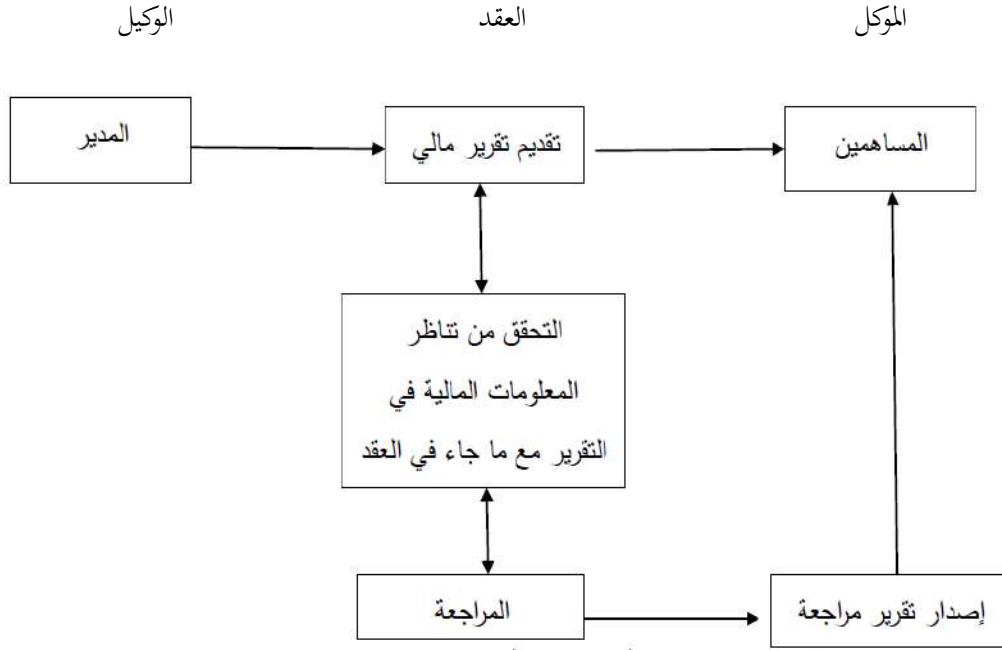 الموكل
العقد
الوكيل
المساهمين
تقديم تقرير مالي
المدير
التحقق من تناظر
المعلومات المالية في
التقرير مع ما جاء في العقد
إصدار تقرير مراجعة
المراجعة